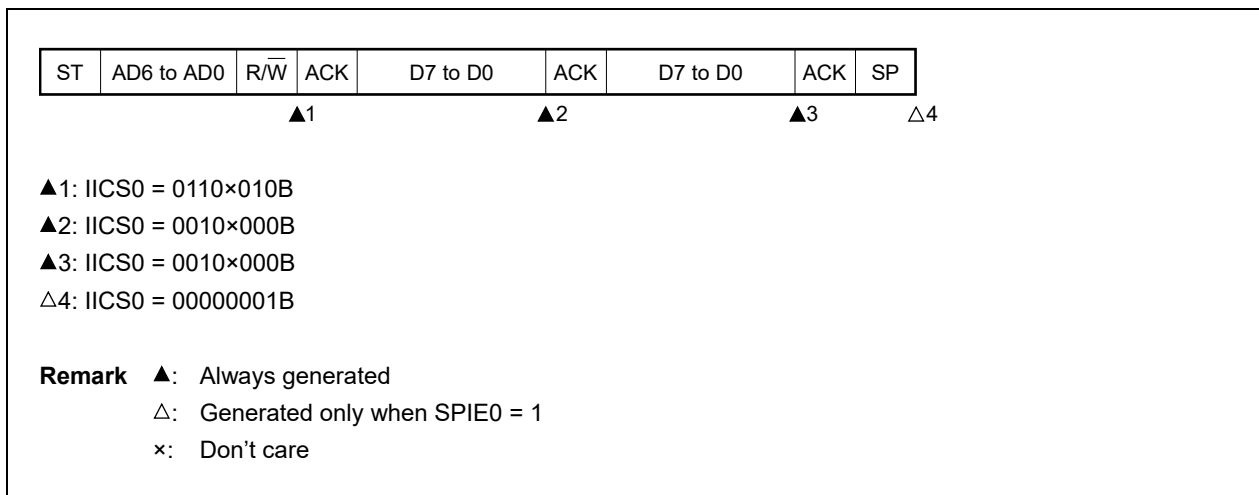 ST AD6 to AD0 R/W̅ ACK D7 to D0 ACK D7 to D0 ACK SP
▲1 ▲2 ▲3 △4
▲1: IICS0 = 0110×010B
▲2: IICS0 = 0010×000B
▲3: IICS0 = 0010×000B
△4: IICS0 = 00000001B
Remark ▲: Always generated
△: Generated only when SPIE0 = 1
×: Don't care